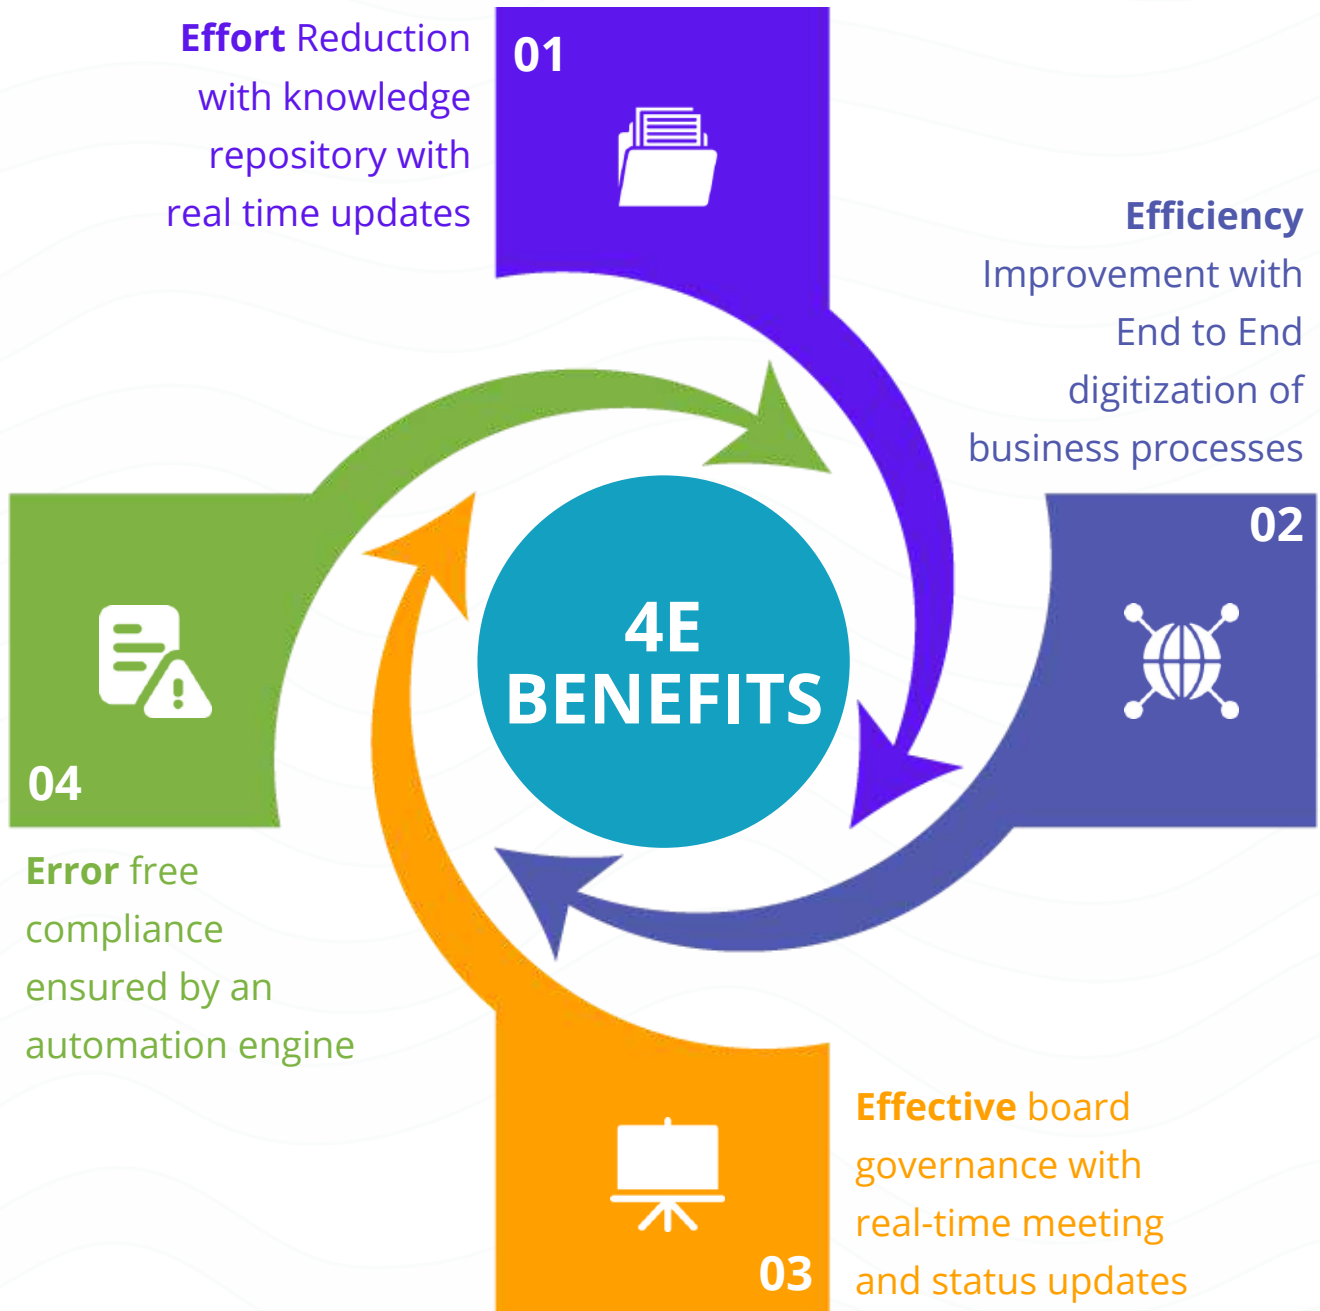 Effort Reduction
with knowledge
repository with
real time updates
01
Efficiency
Improvement with
End to End
digitization of
business processes
02
4E
BENEFITS
04
Error free
compliance
ensured by an
automation engine
Effective board
governance with
real-time meeting
and status updates
03